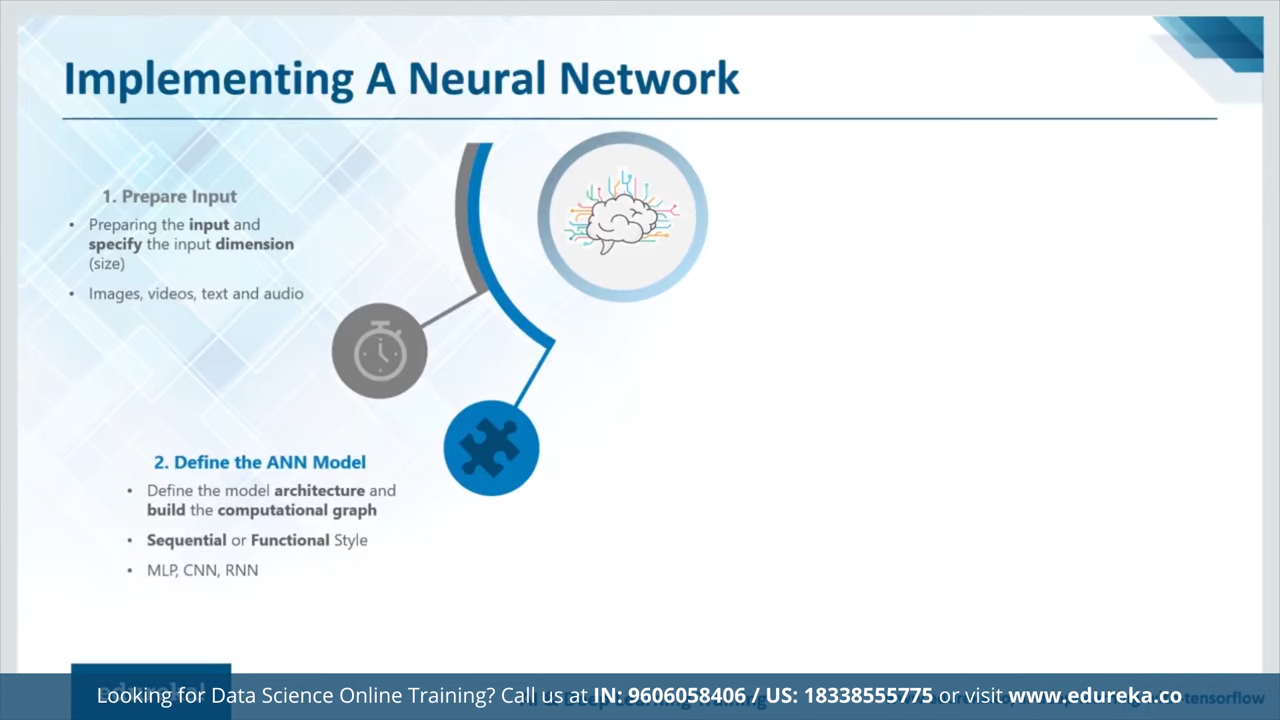 Implementing A Neural Network
1. Prepare Input
• Preparing the input and
specify the input dimension
(size)
• Images, videos, text and audio
2. Define the ANN Model
• Define the model architecture and
build the computational graph
• Sequential or Functional Style
• MLP, CNN, RNN
Looking for Data Science Online Training? Call us at IN: 9606058406 / US: 18338555775 or visit www.edureka.co